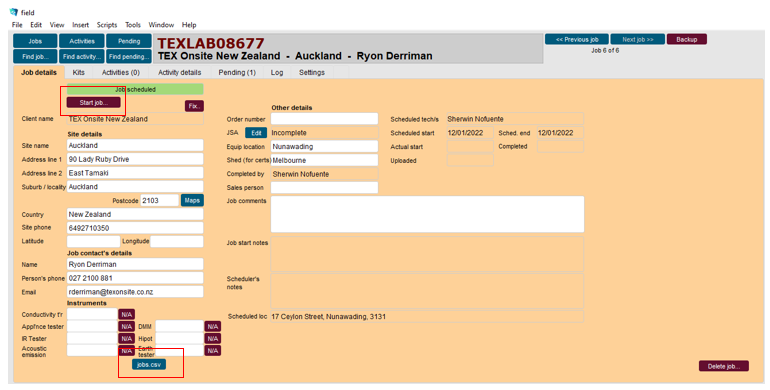 field
File Edit View Insert Scripts Tools Window Help
Jobs Activities Pending TEXLAB08677 << Previous job Next job >> Backup
Find job... Find activity... Find pending... TEX Onsite New Zealand - Auckland - Ryon Derriman Job 6 of 6
Job details Kits Activities (0) Activity details Pending (1) Log Settings
Job scheduled
Start job... Fix..
Other details
Client name TEX Onsite New Zealand Order number Scheduled tech/s Sherwin Nofuente
Site details JSA Edit Incomplete Scheduled start 12/01/2022 Sched. end 12/01/2022
Site name Auckland Equip location Nunawading Actual start Completed
Address line 1 90 Lady Ruby Drive Shed (for certs) Melbourne Uploaded
Address line 2 East Tamaki Completed by Sherwin Nofuente
Suburb / locality Auckland Sales person
Postcode 2103 Maps Job comments
Country New Zealand
Site phone 6492710350
Latitude Longitude Job start notes
Job contact's details
Name Ryon Derriman
Person's phone 027 2100 881 Scheduler's
notes
Email rderriman@texonsite.co.nz
Instruments
Conductivity t'r N/A Scheduled loc 17 Ceylon Street, Nunawading, 3131
Appl'nce tester N/A DMM N/A
IR Tester N/A Hipot N/A
Acoustic
emission N/A Earth
tester N/A
jobs.csv Delete job...